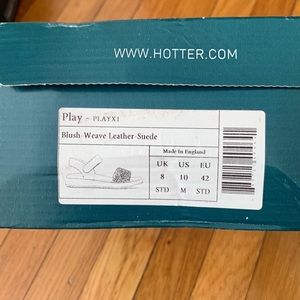 WWW.HOTTER.COM
Play - PLAYX1
Blush-Weave Leather-Suede
Made In England
UK US EU
8 10 42
STD M STD